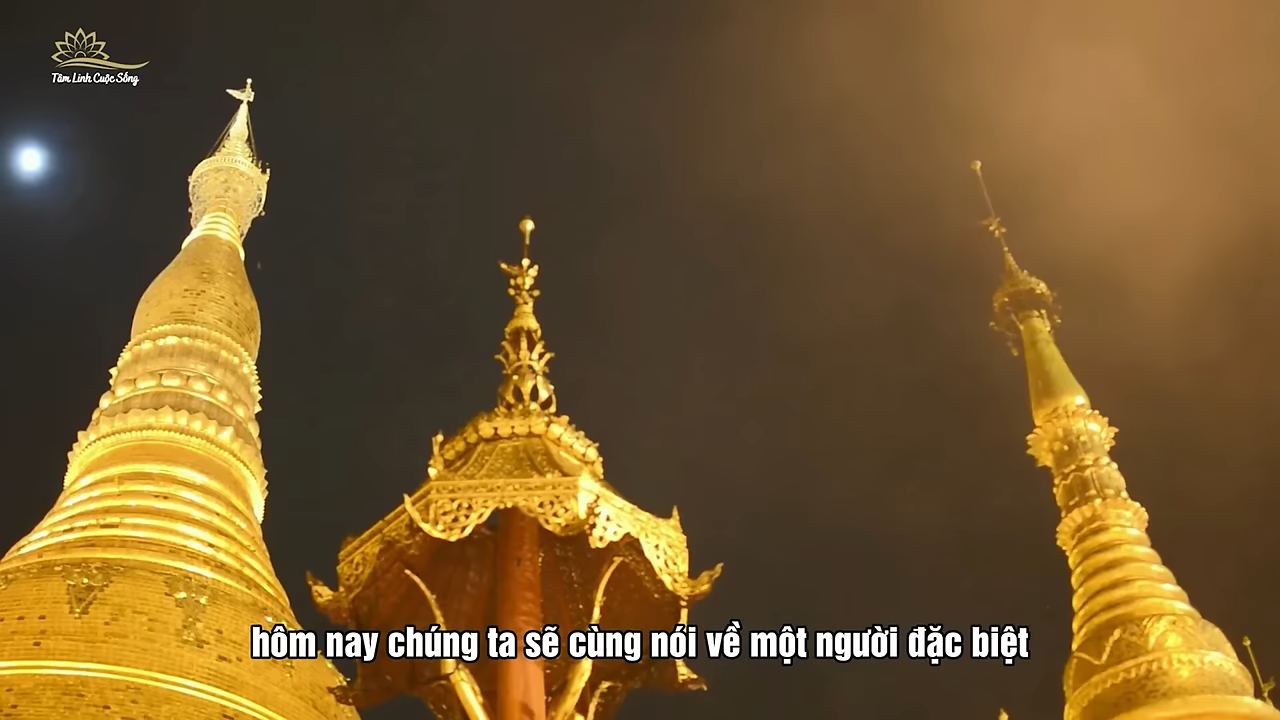 Tâm Linh Cuộc Sống
hôm nay chúng ta sẽ cùng nói về một người đặc biệt